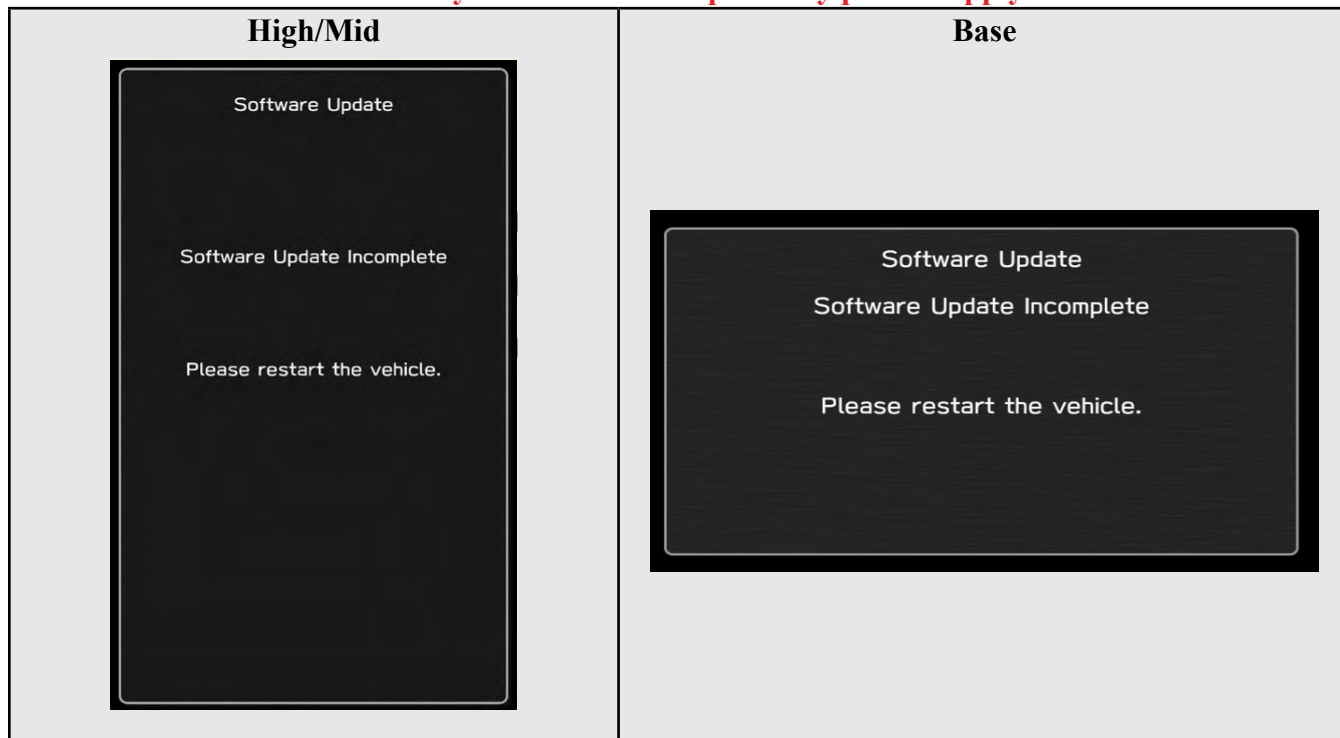 High/Mid
Base
Software Update
Software Update Incomplete
Please restart the vehicle.
Software Update
Software Update Incomplete
Please restart the vehicle.